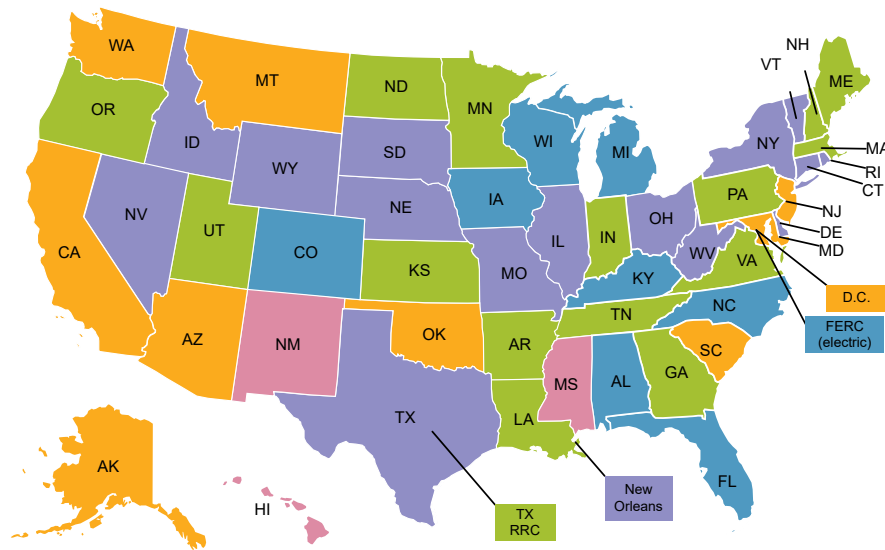 WA
MT
ND
MN
OR
ID
WY
SD
WI
MI
NY
VT
NH
ME
MA
RI
CT
NV
UT
CO
NE
IA
IL
IN
OH
PA
NJ
DE
MD
CA
KS
MO
KY
WV
VA
D.C.
FERC
(electric)
AZ
NM
OK
AR
TN
NC
SC
TX
LA
MS
AL
GA
FL
AK
HI
TX
RRC
New
Orleans